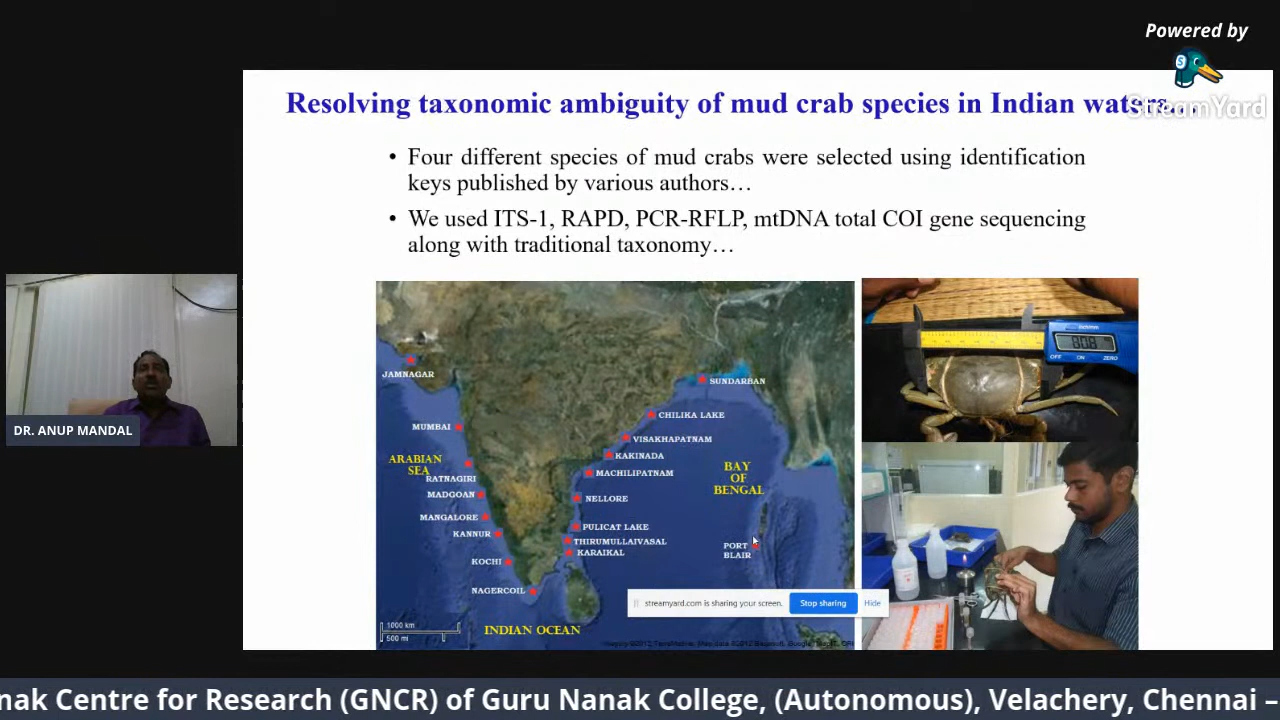 Powered by
StreamYard
Resolving taxonomic ambiguity of mud crab species in Indian waters…
• Four different species of mud crabs were selected using identification
keys published by various authors…
• We used ITS-1, RAPD, PCR-RFLP, mtDNA total COI gene sequencing
along with traditional taxonomy…
JAMNAGAR
SUNDARBAN
CHILIKA LAKE
MUMBAI
VISAKHAPATNAM
KAKINADA
ARABIAN
SEA
BAY
OF
BENGAL
MACHILIPATNAM
RATNAGIRI
MADGOAN
NELLORE
MANGALORE
PULICAT LAKE
KANNUR
THIRUMULLAIVASAL
PORT
BLAIR
KARAIKAL
KOCHI
NAGERCOIL
INDIAN OCEAN
1000 km
500 mi
OFF ON ZERO
DR. ANUP MANDAL
streamyard.com is sharing your screen.
Stop sharing
Hide
nak Centre for Research (GNCR) of Guru Nanak College, (Autonomous), Velachery, Chennai –